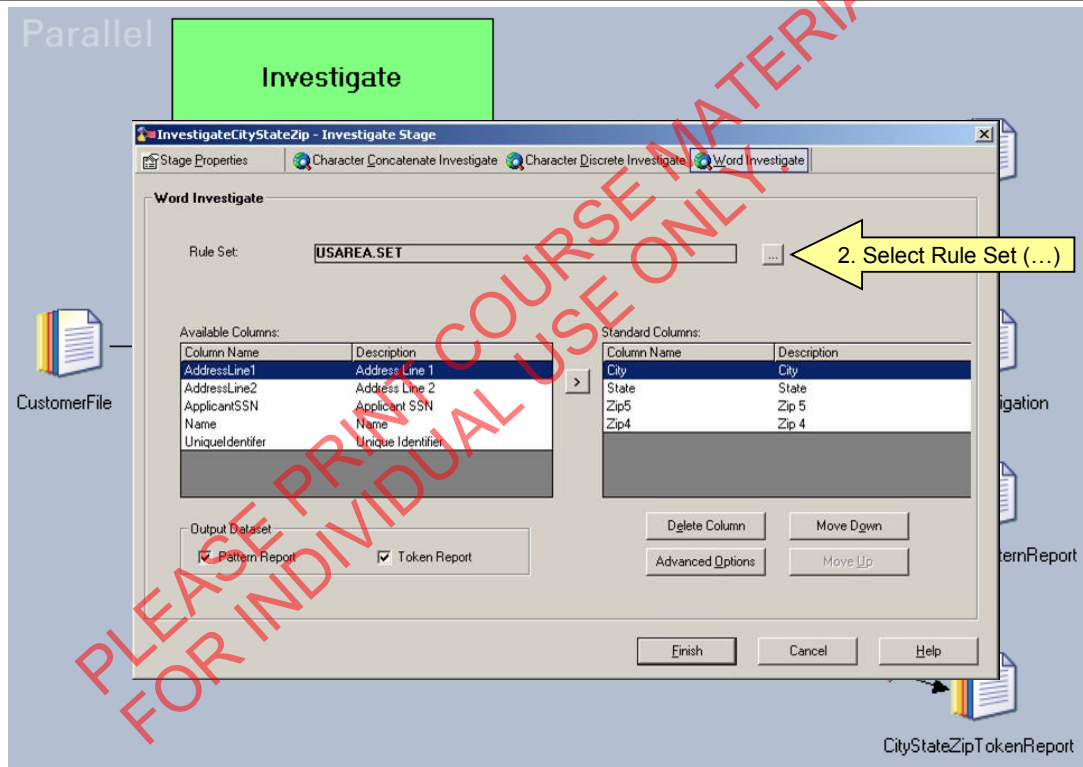 Parallel
Investigate
InvestigateCityStateZip - Investigate Stage
Stage Properties
Character Concatenate Investigate
Character Discrete Investigate
Word Investigate
Word Investigate
Rule Set:
USAREA.SET
...
2. Select Rule Set (…)
Available Columns:
Column Name Description
AddressLine1 Address Line 1
AddressLine2 Address Line 2
ApplicantSSN Applicant SSN
Name Name
UniqueIdentifer Unique Identifier
>
Standard Columns:
Column Name Description
City City
State State
Zip5 Zip 5
Zip4 Zip 4
CustomerFile
igation
Output Dataset
Pattern Report
Token Report
Delete Column
Move Down
Advanced Options
Move Up
ternReport
Finish
Cancel
Help
CityStateZipTokenReport
PLEASE PRINT COURSE MATERIA
FOR INDIVIDUAL USE ONLY.